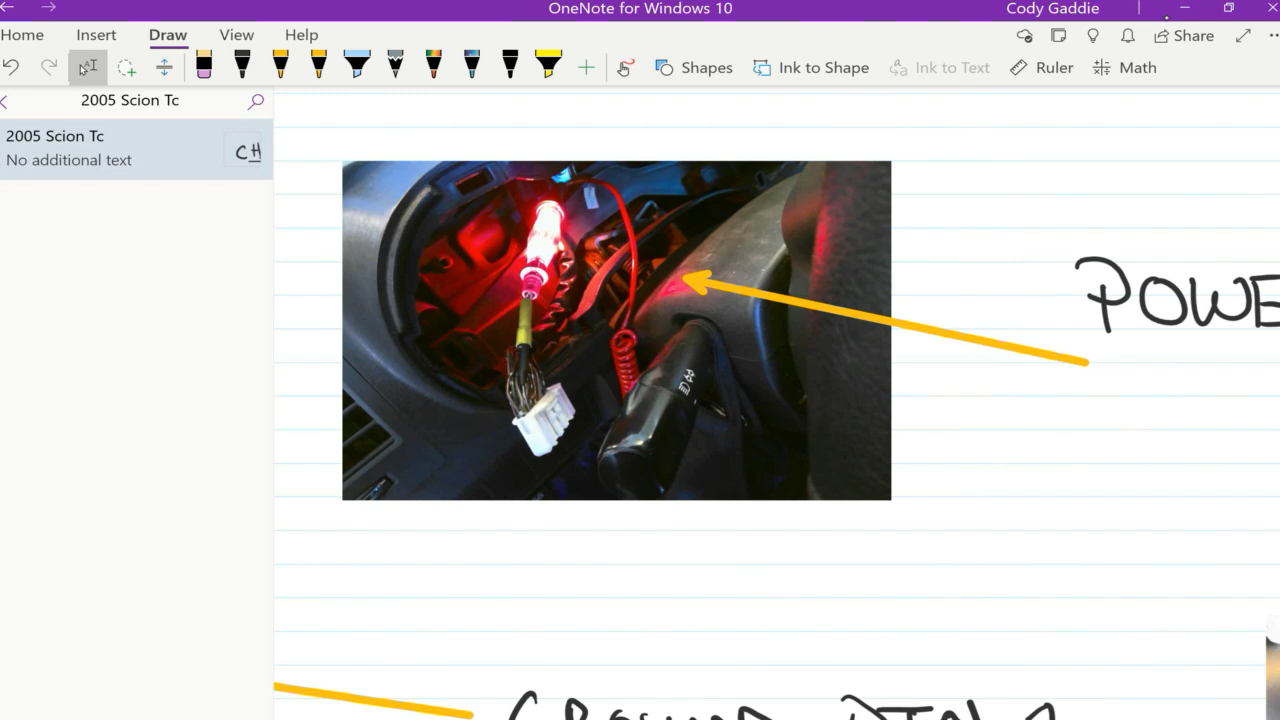 OneNote for Windows 10
Cody Gaddie
Home Insert Draw View Help
Share
Shapes Ink to Shape Ink to Text Ruler Math
2005 Scion Tc
2005 Scion Tc
No additional text
CH
POWE